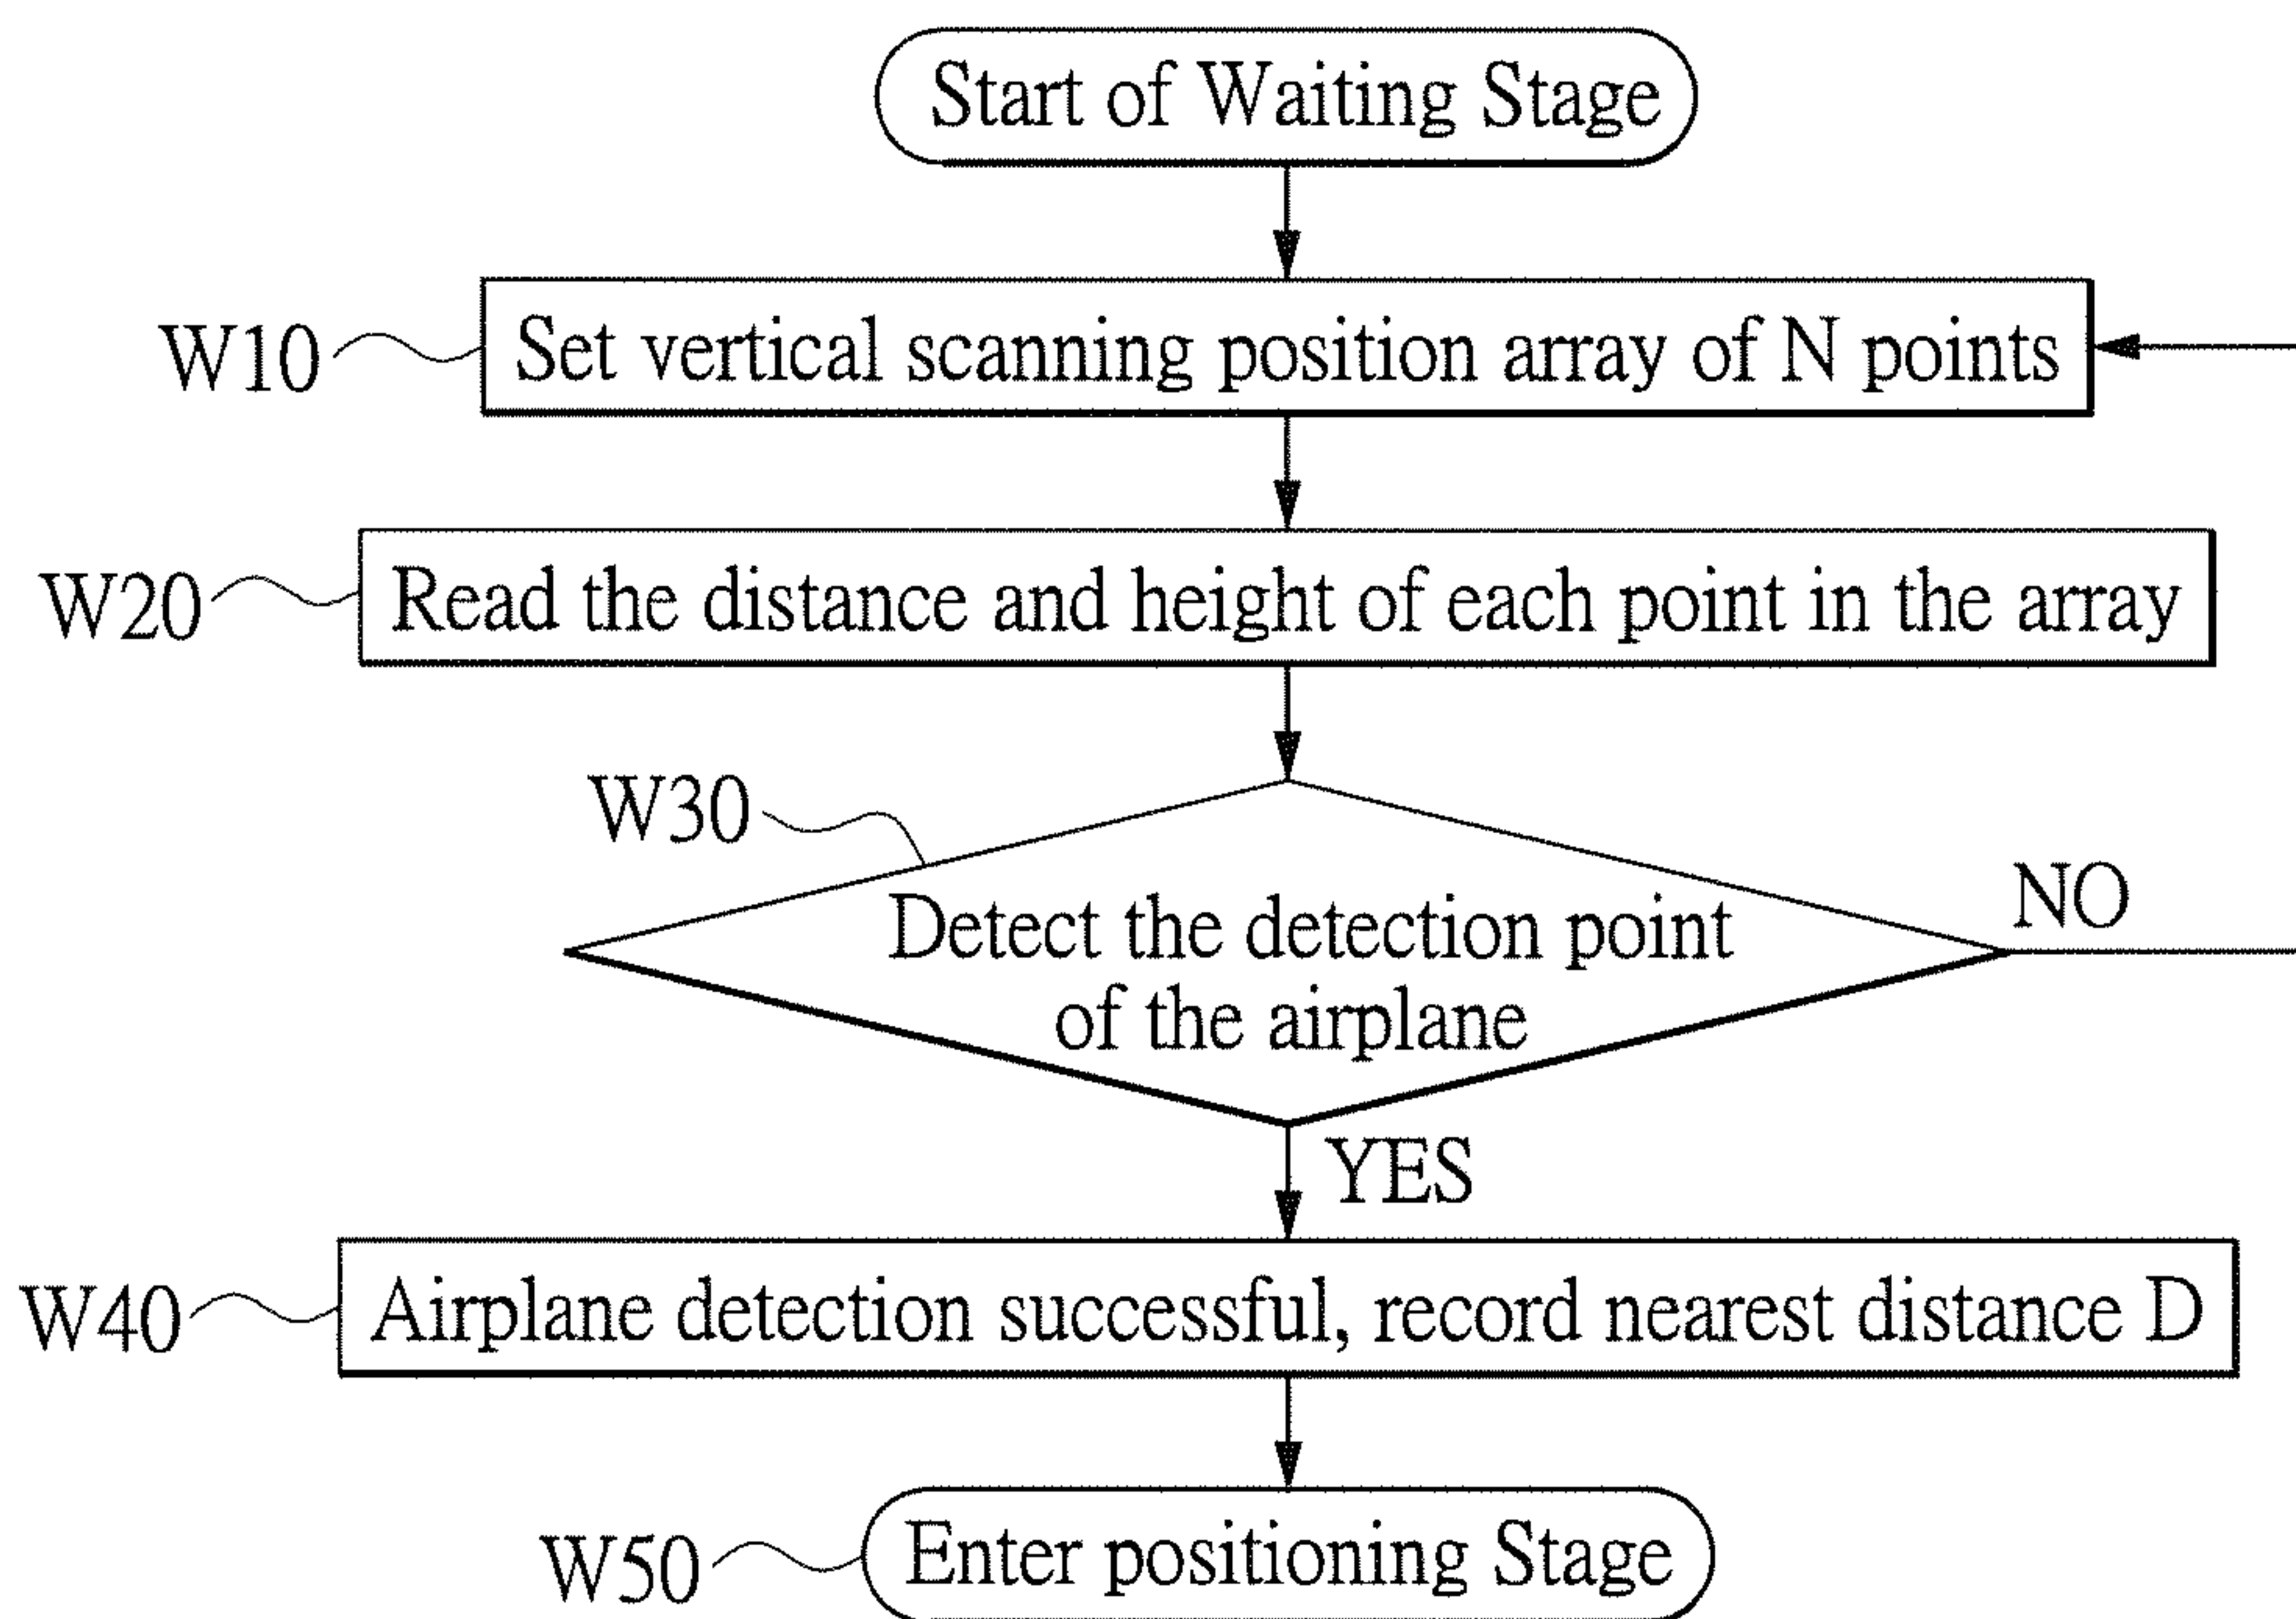 Start of Waiting Stage
W10
Set vertical scanning position array of N points
W20
Read the distance and height of each point in the array
W30
Detect the detection point
of the airplane
NO
YES
W40
Airplane detection successful, record nearest distance D
W50
Enter positioning Stage